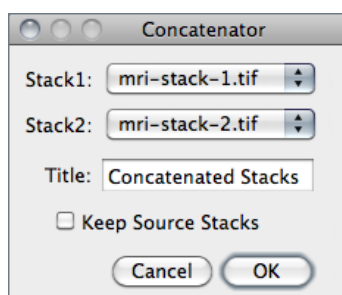 Concatenator
Stack1: mri-stack-1.tif
Stack2: mri-stack-2.tif
Title: Concatenated Stacks
Keep Source Stacks
Cancel OK